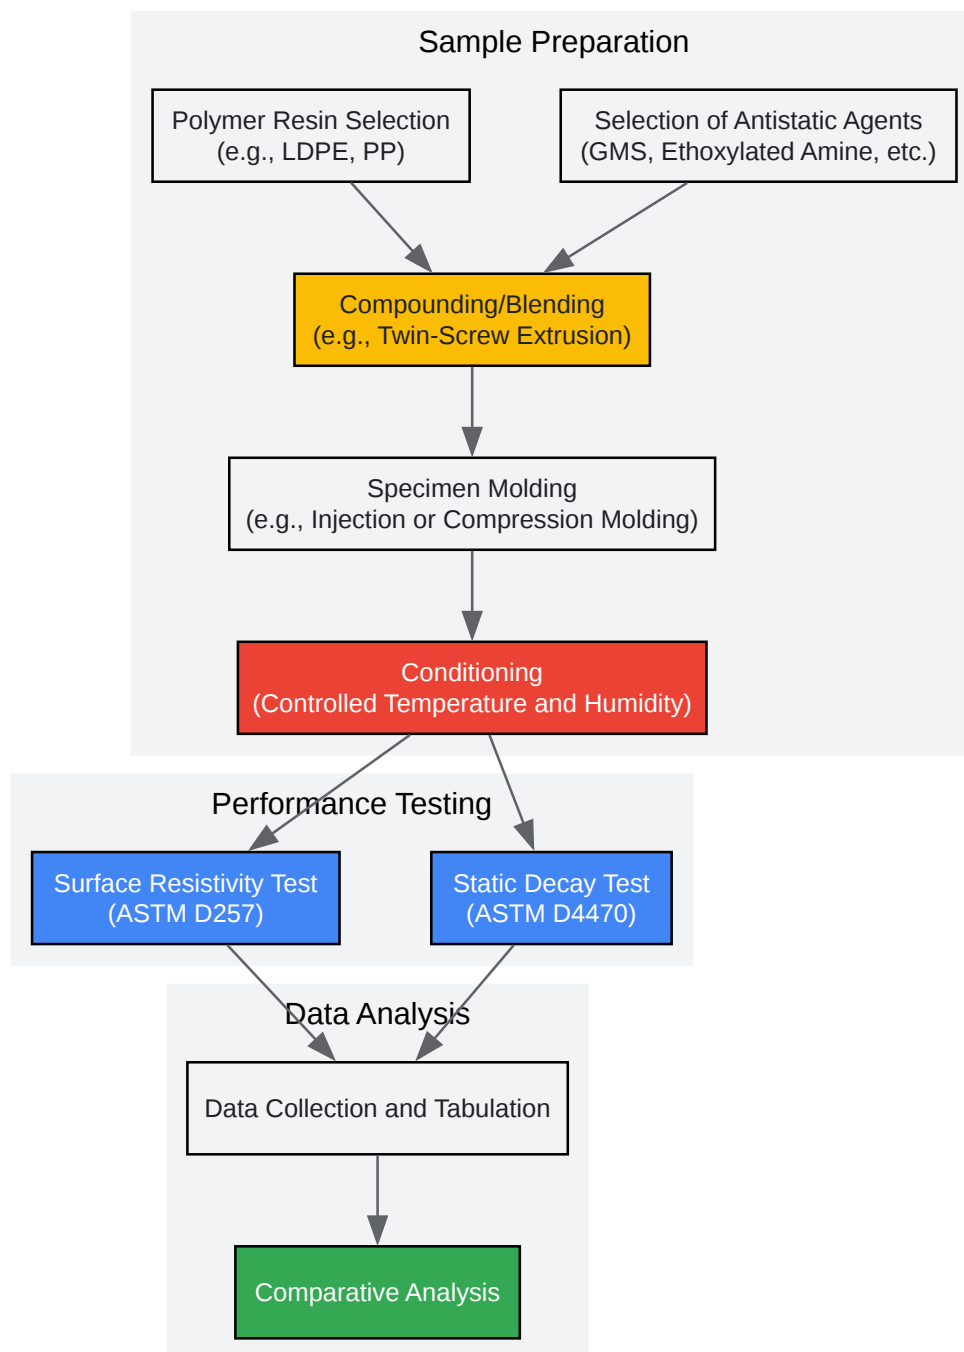 Sample Preparation
Polymer Resin Selection
(e.g., LDPE, PP)
Selection of Antistatic Agents
(GMS, Ethoxylated Amine, etc.)
Compounding/Blending
(e.g., Twin-Screw Extrusion)
Specimen Molding
(e.g., Injection or Compression Molding)
Conditioning
(Controlled Temperature and Humidity)
Performance Testing
Surface Resistivity Test
(ASTM D257)
Static Decay Test
(ASTM D4470)
Data Analysis
Data Collection and Tabulation
Comparative Analysis